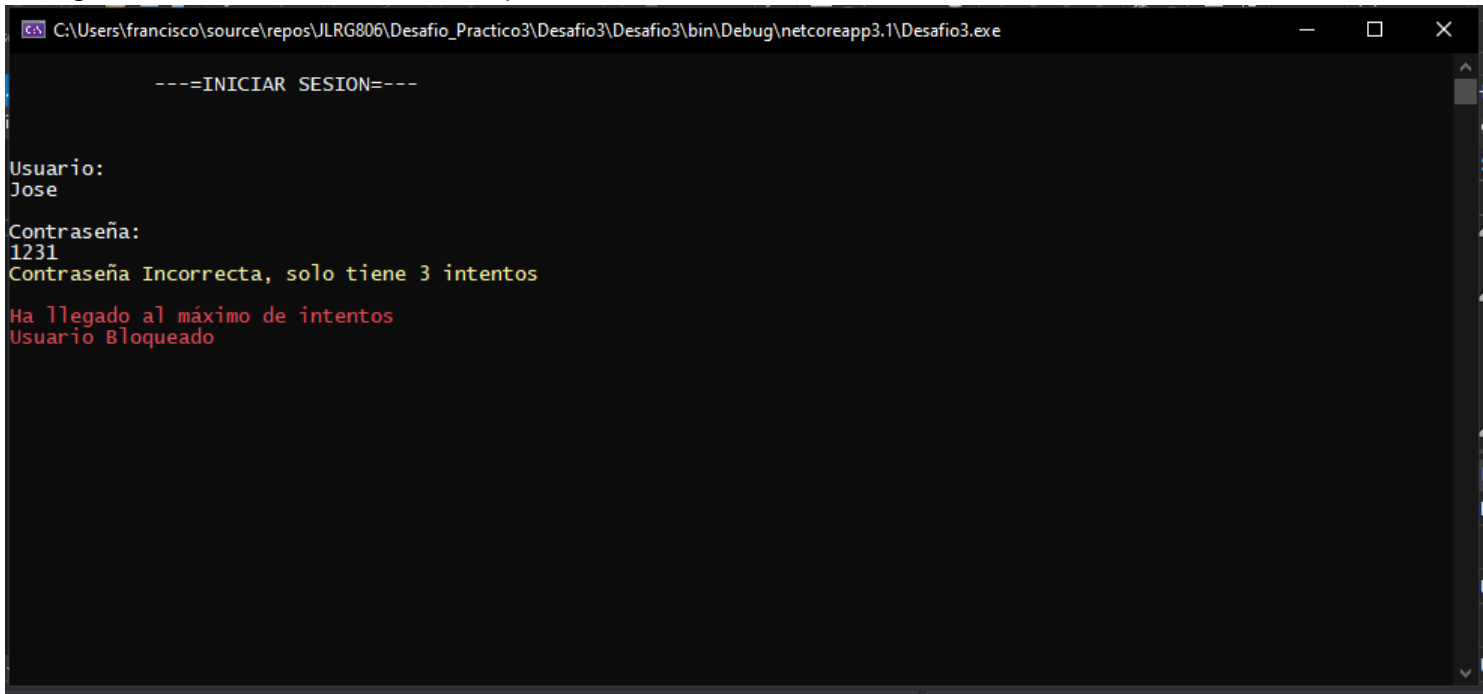 C:\Users\francisco\source\repos\JLRG806\Desafio_Practico3\Desafio3\Desafio3\bin\Debug\netcoreapp3.1\Desafio3.exe
---=INICIAR SESION=---
Usuario:
Jose
Contraseña:
1231
Contraseña Incorrecta, solo tiene 3 intentos
Ha llegado al máximo de intentos
Usuario Bloqueado